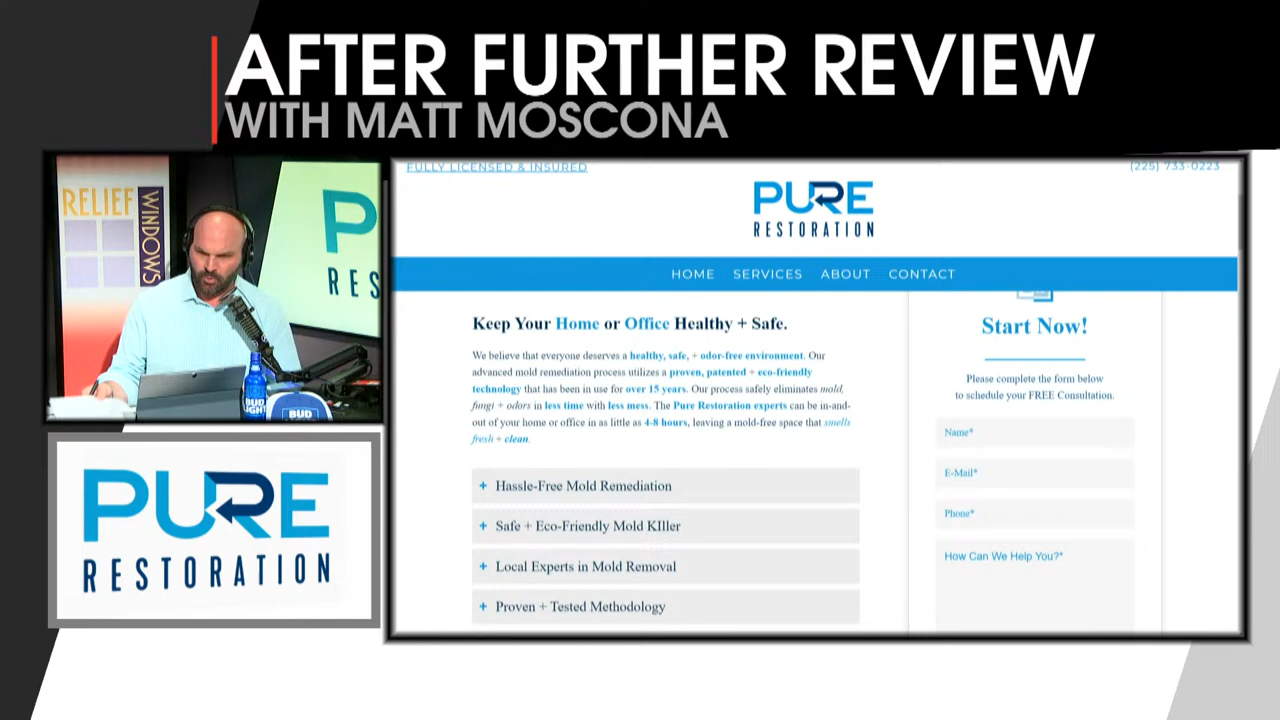 AFTER FURTHER REVIEW
WITH MATT MOSCONA
RELIEF
WINDOWS
P
RES
BUD
LIGHT
BUD
LIGHT
FULLY LICENSED & INSURED
(225) 733-0223
PURE
RESTORATION
HOME SERVICES ABOUT CONTACT
Keep Your Home or Office Healthy + Safe.
We believe that everyone deserves a healthy, safe, + odor-free environment. Our
advanced mold remediation process utilizes a proven, patented + eco-friendly
technology that has been in use for over 15 years. Our process safely eliminates mold,
fungi + odors in less time with less mess. The Pure Restoration experts can be in-and-
out of your home or office in as little as 4-8 hours, leaving a mold-free space that smells
fresh + clean.
+ Hassle-Free Mold Remediation
+ Safe + Eco-Friendly Mold KIller
+ Local Experts in Mold Removal
+ Proven + Tested Methodology
Start Now!
Please complete the form below
to schedule your FREE Consultation.
Name*
E-Mail*
Phone*
How Can We Help You?*
PURE
RESTORATION